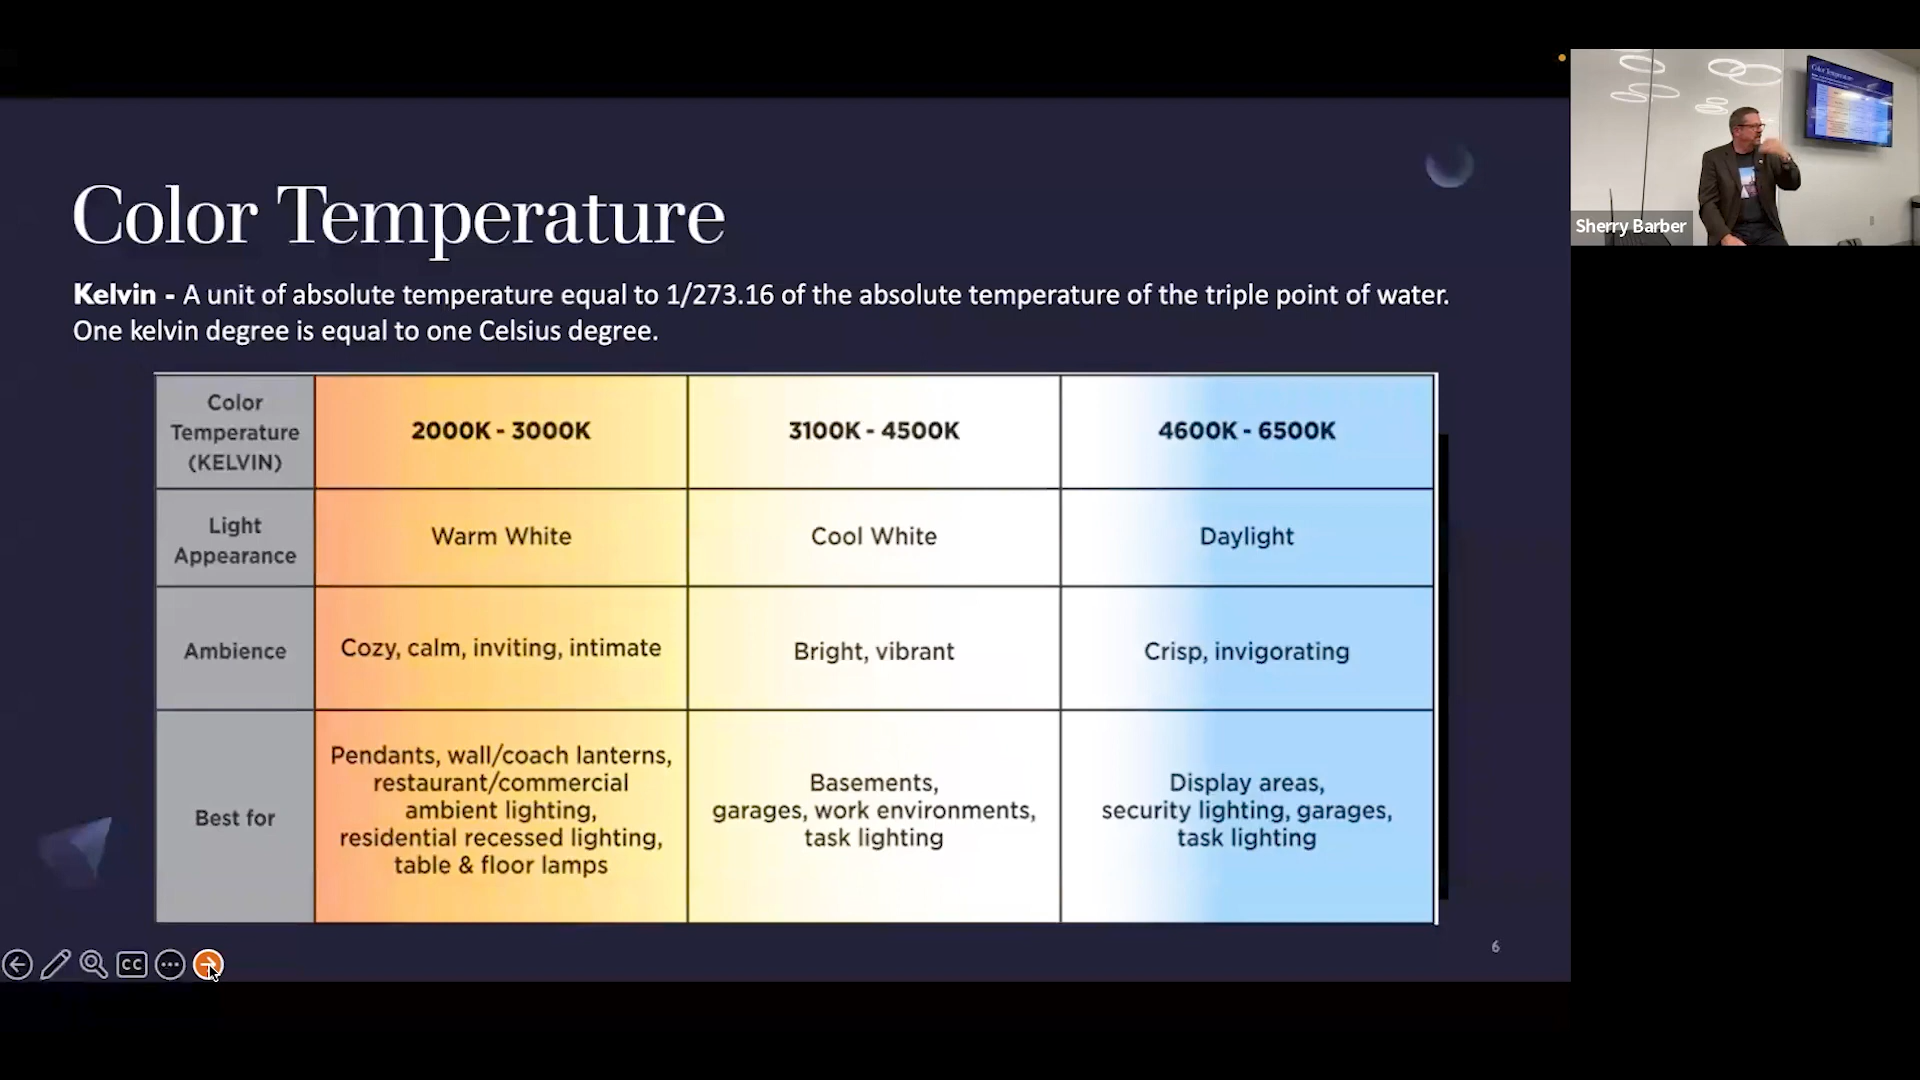 Color Temperature
Kelvin - A unit of absolute temperature equal to 1/273.16 of the absolute temperature of the triple point of water.
One kelvin degree is equal to one Celsius degree.
Color
Temperature
(KELVIN)
2000K - 3000K
3100K - 4500K
4600K - 6500K
Light
Appearance
Warm White
Cool White
Daylight
Ambience
Cozy, calm, inviting, intimate
Bright, vibrant
Crisp, invigorating
Best for
Pendants, wall/coach lanterns,
restaurant/commercial
ambient lighting,
residential recessed lighting,
table & floor lamps
Basements,
garages, work environments,
task lighting
Display areas,
security lighting, garages,
task lighting
6
CC
Color Temperature
Sherry Barber